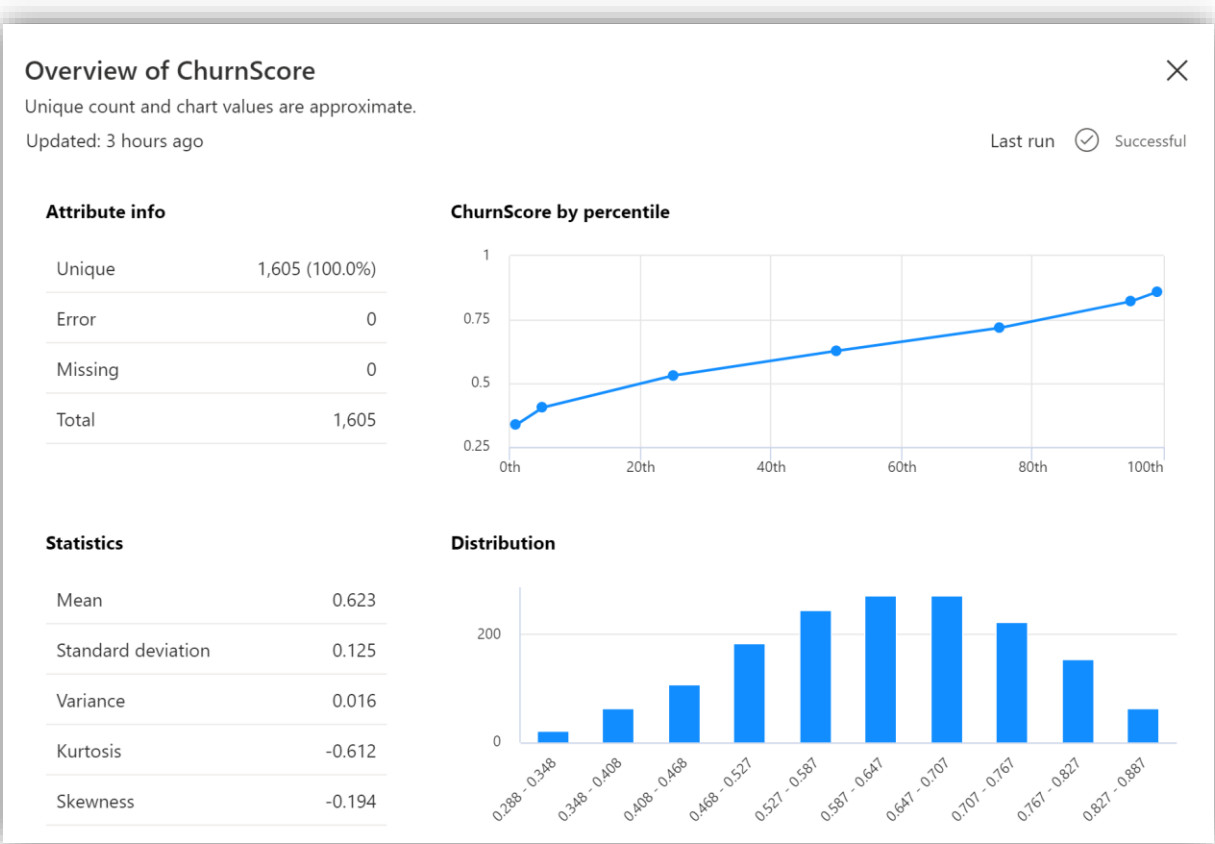 Overview of ChurnScore
Unique count and chart values are approximate.
Updated: 3 hours ago
Last run Successful
Attribute info
Unique 1,605 (100.0%)
Error 0
Missing 0
Total 1,605
ChurnScore by percentile
1
0.75
0.5
0.25
0th 20th 40th 60th 80th 100th
Statistics
Mean 0.623
Standard deviation 0.125
Variance 0.016
Kurtosis -0.612
Skewness -0.194
Distribution
200
0
0.288 - 0.348 0.348 - 0.408 0.408 - 0.468 0.468 - 0.527 0.527 - 0.587 0.587 - 0.647 0.647 - 0.707 0.707 - 0.767 0.767 - 0.827 0.827 - 0.887